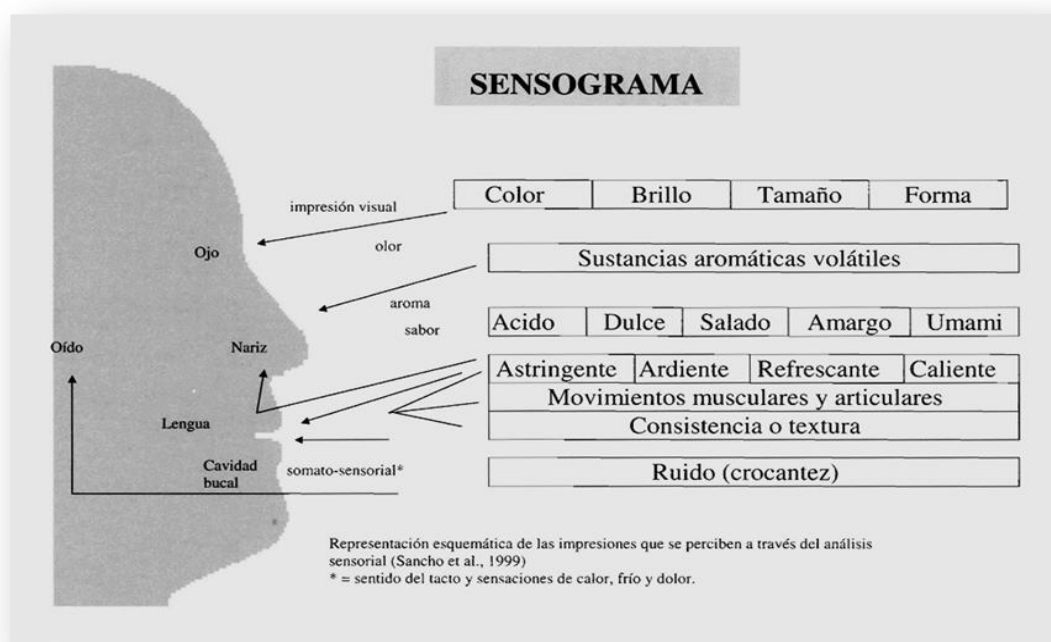 SENSOGRAMA
impresión visual
Color Brillo Tamaño Forma
Ojo
olor
Sustancias aromáticas volátiles
aroma
sabor
Acido Dulce Salado Amargo Umami
Oído
Nariz
Astringente Ardiente Refrescante Caliente
Movimientos musculares y articulares
Lengua
Consistencia o textura
Cavidad
bucal
somato-sensorial*
Ruido (crocantez)
Representación esquemática de las impresiones que se perciben a través del análisis
sensorial (Sancho et al., 1999)
* = sentido del tacto y sensaciones de calor, frío y dolor.